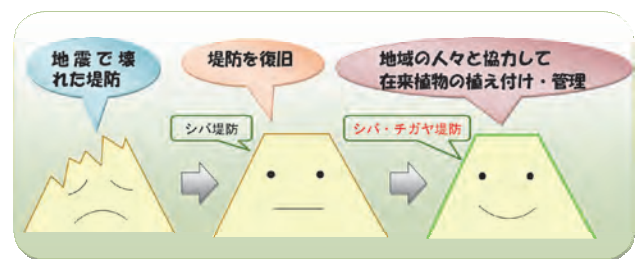 地震で壊
れた堤防
堤防を復旧
地域の人々と協力して
在来植物の植え付け・管理
シバ堤防
シバ・チガヤ堤防